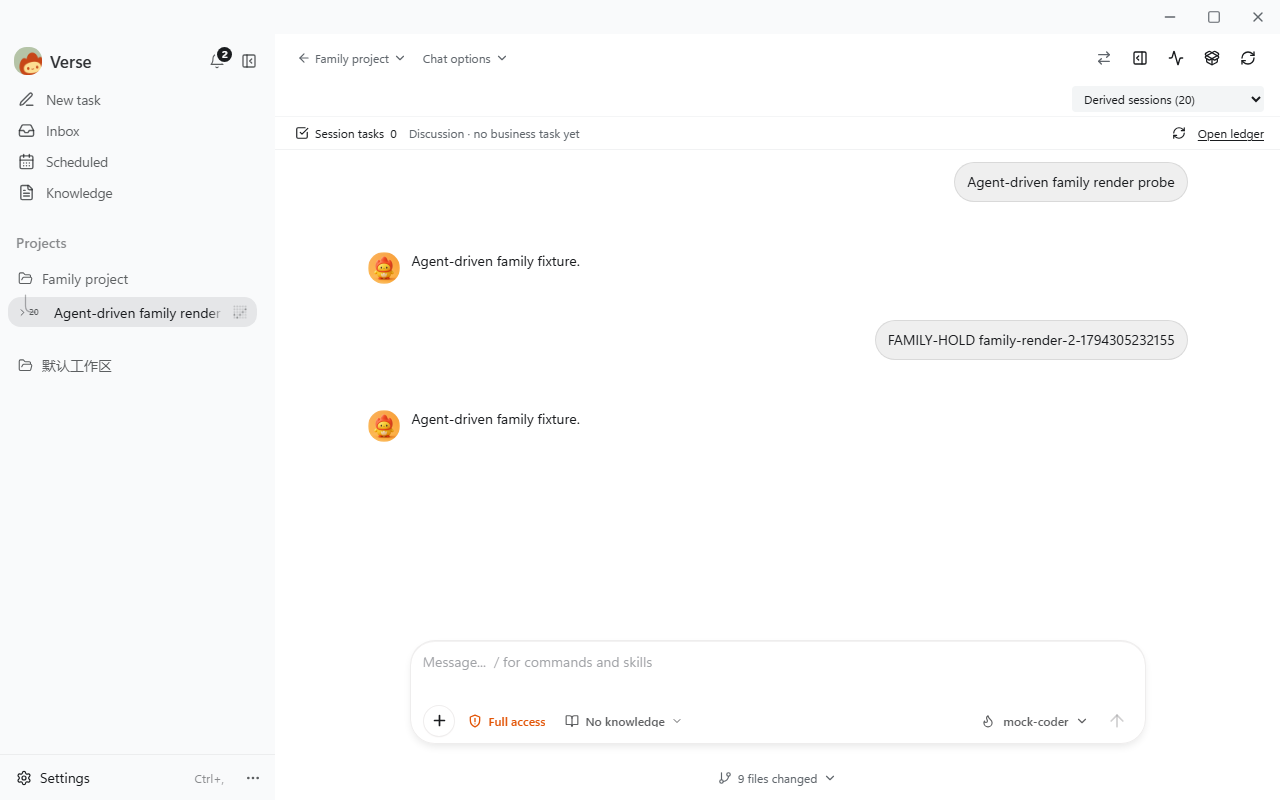 Verse
2
New task
Inbox
Scheduled
Knowledge
Projects
Family project
20 Agent-driven family render
默认工作区
Settings Ctrl+,
Family project Chat options
Derived sessions (20)
Session tasks 0 Discussion · no business task yet Open ledger
Agent-driven family render probe
Agent-driven family fixture.
FAMILY-HOLD family-render-2-1794305232155
Agent-driven family fixture.
Message... / for commands and skills
Full access No knowledge mock-coder
9 files changed